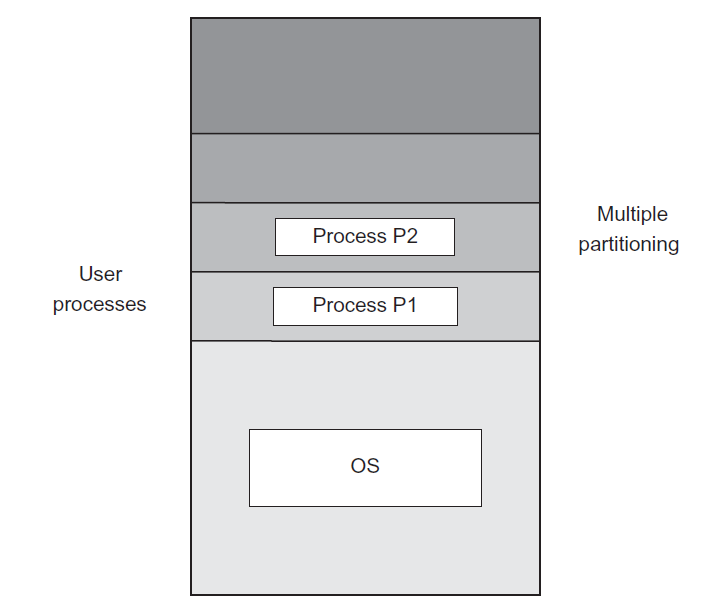 Multiple
partitioning
Process P2
User
processes
Process P1
OS